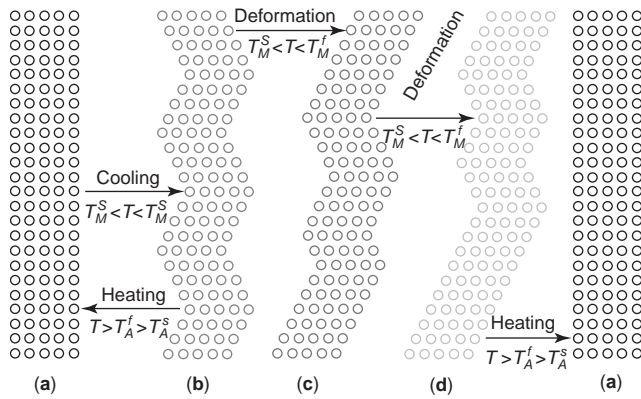 Deformation
T_M^S < T < T_M^f
Deformation
T_M^S < T < T_M^f
Cooling
T_M^S < T < T_M^S
Heating
T > T_A^f > T_A^s
Heating
T > T_A^f > T_A^s
(a)
(b)
(c)
(d)
(a)